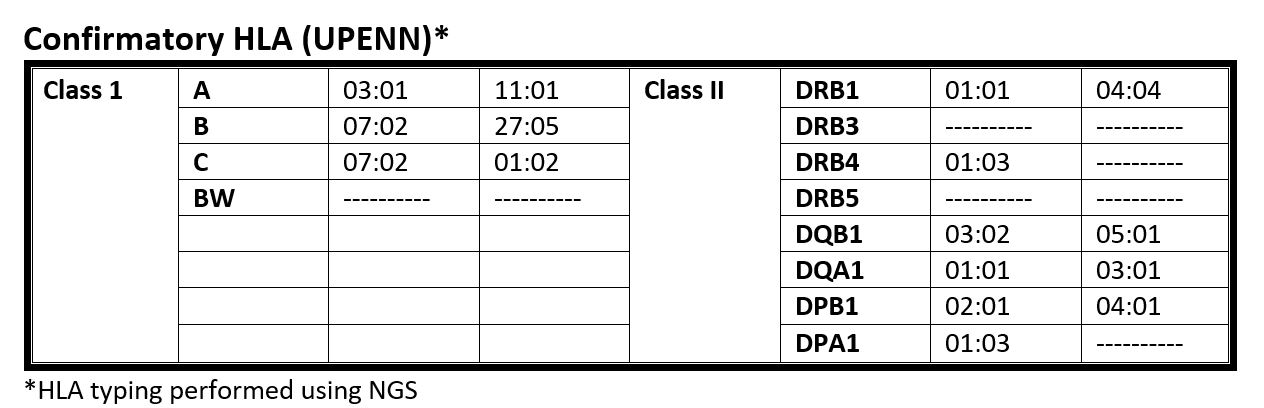 Confirmatory HLA (UPENN)*
Class 1 A 03:01 11:01 Class II DRB1 01:01 04:04
B 07:02 27:05 DRB3 ---------- ----------
C 07:02 01:02 DRB4 01:03 ----------
BW ---------- ---------- DRB5 ---------- ----------
DQB1 03:02 05:01
DQA1 01:01 03:01
DPB1 02:01 04:01
DPA1 01:03 ----------
*HLA typing performed using NGS